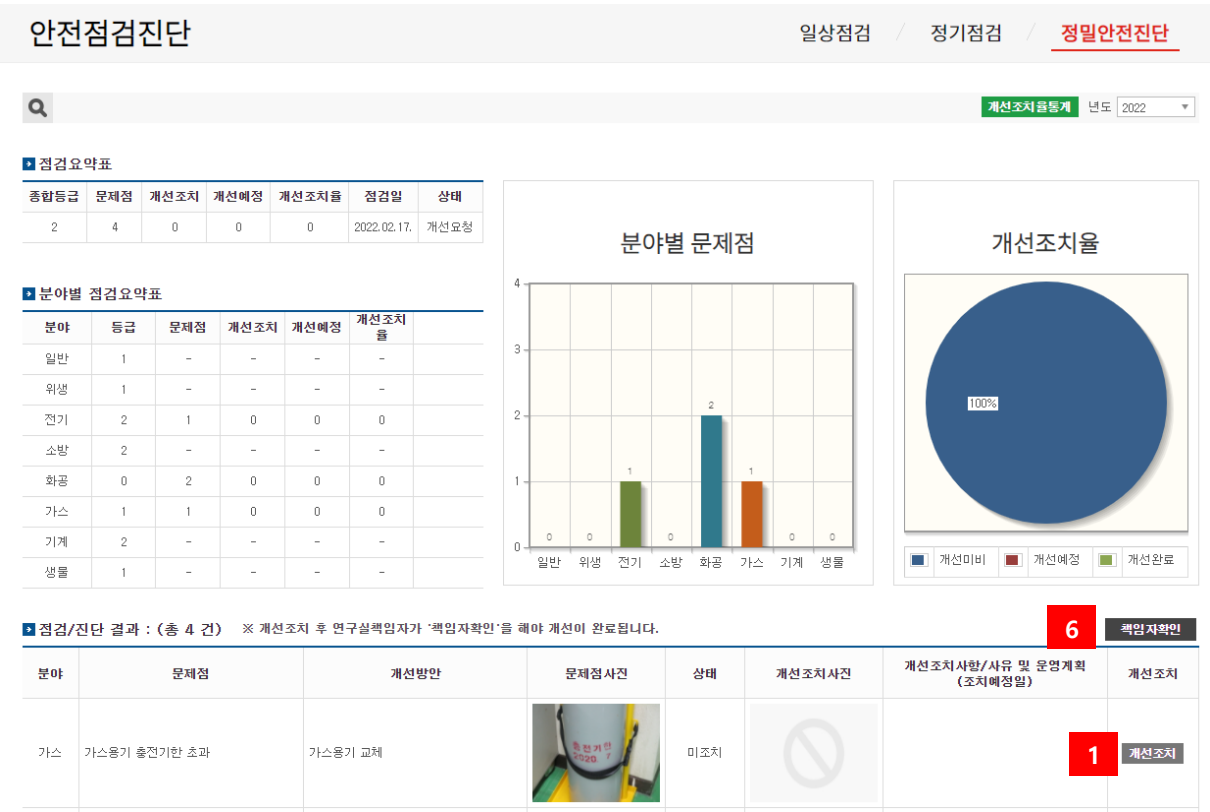 안전점검진단
일상점검 / 정기점검 / 정밀안전진단
개선조치율통계 년도 2022
점검요약표
종합등급 문제점 개선조치 개선예정 개선조치율 점검일 상태
2 4 0 0 0 2022.02.17. 개선요청
분야별 점검요약표
분야 등급 문제점 개선조치 개선예정 개선조치
율
일반 1 - - - -
위생 1 - - - -
전기 2 1 0 0 0
소방 2 - - - -
화공 0 2 0 0 0
가스 1 1 0 0 0
기계 2 - - - -
생물 1 - - - -
분야별 문제점
4
3
2
1
0
0 0 1 0 2 1 0 0
일반 위생 전기 소방 화공 가스 기계 생물
개선조치율
100%
개선미비 개선예정 개선완료
점검/진단 결과 : (총 4 건) ※ 개선조치 후 연구실책임자가 '책임자확인'을 해야 개선이 완료됩니다.
6 책임자확인
분야 문제점 개선방안 문제점사진 상태 개선조치사진 개선조치사항/사유 및 운영계획
(조치예정일) 개선조치
가스 가스용기 충전기한 초과 가스용기 교체
충전기한
2020. 7
미조치
1 개선조치